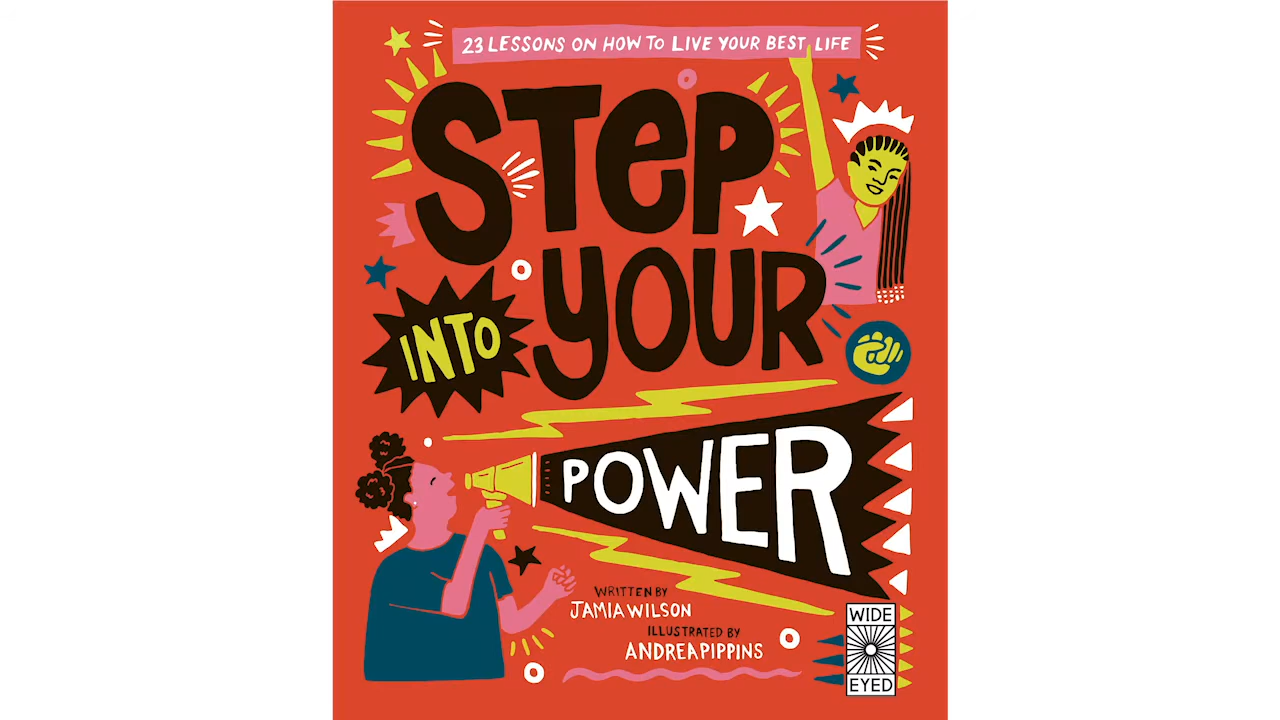 23 LESSONS ON HOW TO LIVE YOUR BEST LIFE
STeP
INTO
YOUR
POWER
WRITTEN BY
JAMIA WILSON
ILLUSTRATED BY
ANDREA PIPPINS
WIDE
EYED